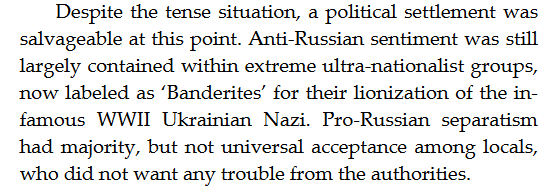 Despite the tense situation, a political settlement was
salvageable at this point. Anti-Russian sentiment was still
largely contained within extreme ultra-nationalist groups,
now labeled as ‘Banderites’ for their lionization of the in-
famous WWII Ukrainian Nazi. Pro-Russian separatism
had majority, but not universal acceptance among locals,
who did not want any trouble from the authorities.